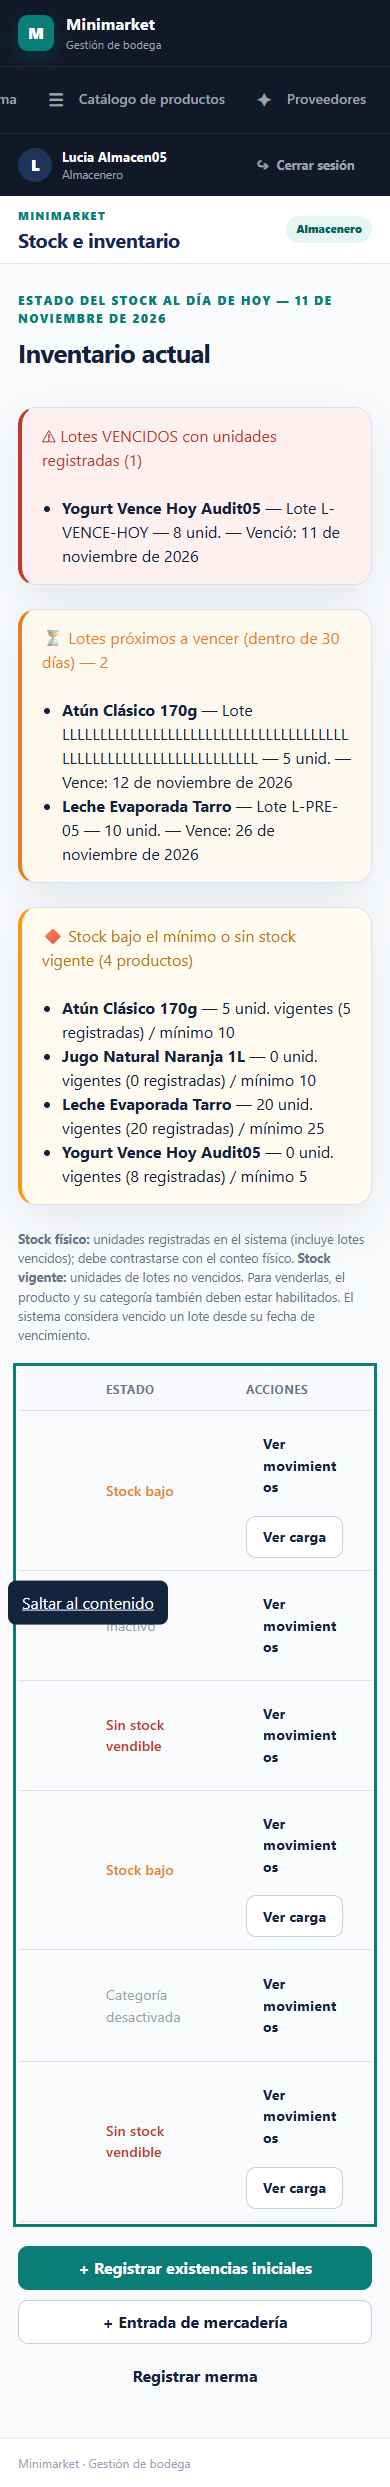 M
Minimarket
Gestión de bodega
ma
Catálogo de productos
Proveedores
L
Lucia Almacen05
Almacenero
Cerrar sesión
MINIMARKET
Stock e inventario
Almacenero
ESTADO DEL STOCK AL DÍA DE HOY — 11 DE
NOVIEMBRE DE 2026
Inventario actual
⚠ Lotes VENCIDOS con unidades
registradas (1)
• Yogurt Vence Hoy Audit05 — Lote L-
VENCE-HOY — 8 unid. — Venció: 11 de
noviembre de 2026
⏳ Lotes próximos a vencer (dentro de 30
días) — 2
• Atún Clásico 170g — Lote
LLLLLLLLLLLLLLLLLLLLLLLLLLLLLLLLLLLLLL
LLLLLLLLLLLLLLLLLLLLLLLLLL — 5 unid. —
Vence: 12 de noviembre de 2026
• Leche Evaporada Tarro — Lote L-PRE-
05 — 10 unid. — Vence: 26 de
noviembre de 2026
♦ Stock bajo el mínimo o sin stock
vigente (4 productos)
• Atún Clásico 170g — 5 unid. vigentes (5
registradas) / mínimo 10
• Jugo Natural Naranja 1L — 0 unid.
vigentes (0 registradas) / mínimo 10
• Leche Evaporada Tarro — 20 unid.
vigentes (20 registradas) / mínimo 25
• Yogurt Vence Hoy Audit05 — 0 unid.
vigentes (8 registradas) / mínimo 5
Stock físico: unidades registradas en el sistema (incluye lotes
vencidos); debe contrastarse con el conteo físico. Stock
vigente: unidades de lotes no vencidos. Para venderlas, el
producto y su categoría también deben estar habilitados. El
sistema considera vencido un lote desde su fecha de
vencimiento.
ESTADO
ACCIONES
Stock bajo
Ver
movimient
os
Ver carga
Saltar al contenido
Inactivo
Ver
movimient
os
Sin stock
vendible
Ver
movimient
os
Stock bajo
Ver
movimient
os
Ver carga
Categoría
desactivada
Ver
movimient
os
Sin stock
vendible
Ver
movimient
os
Ver carga
+ Registrar existencias iniciales
+ Entrada de mercadería
Registrar merma
Minimarket · Gestión de bodega